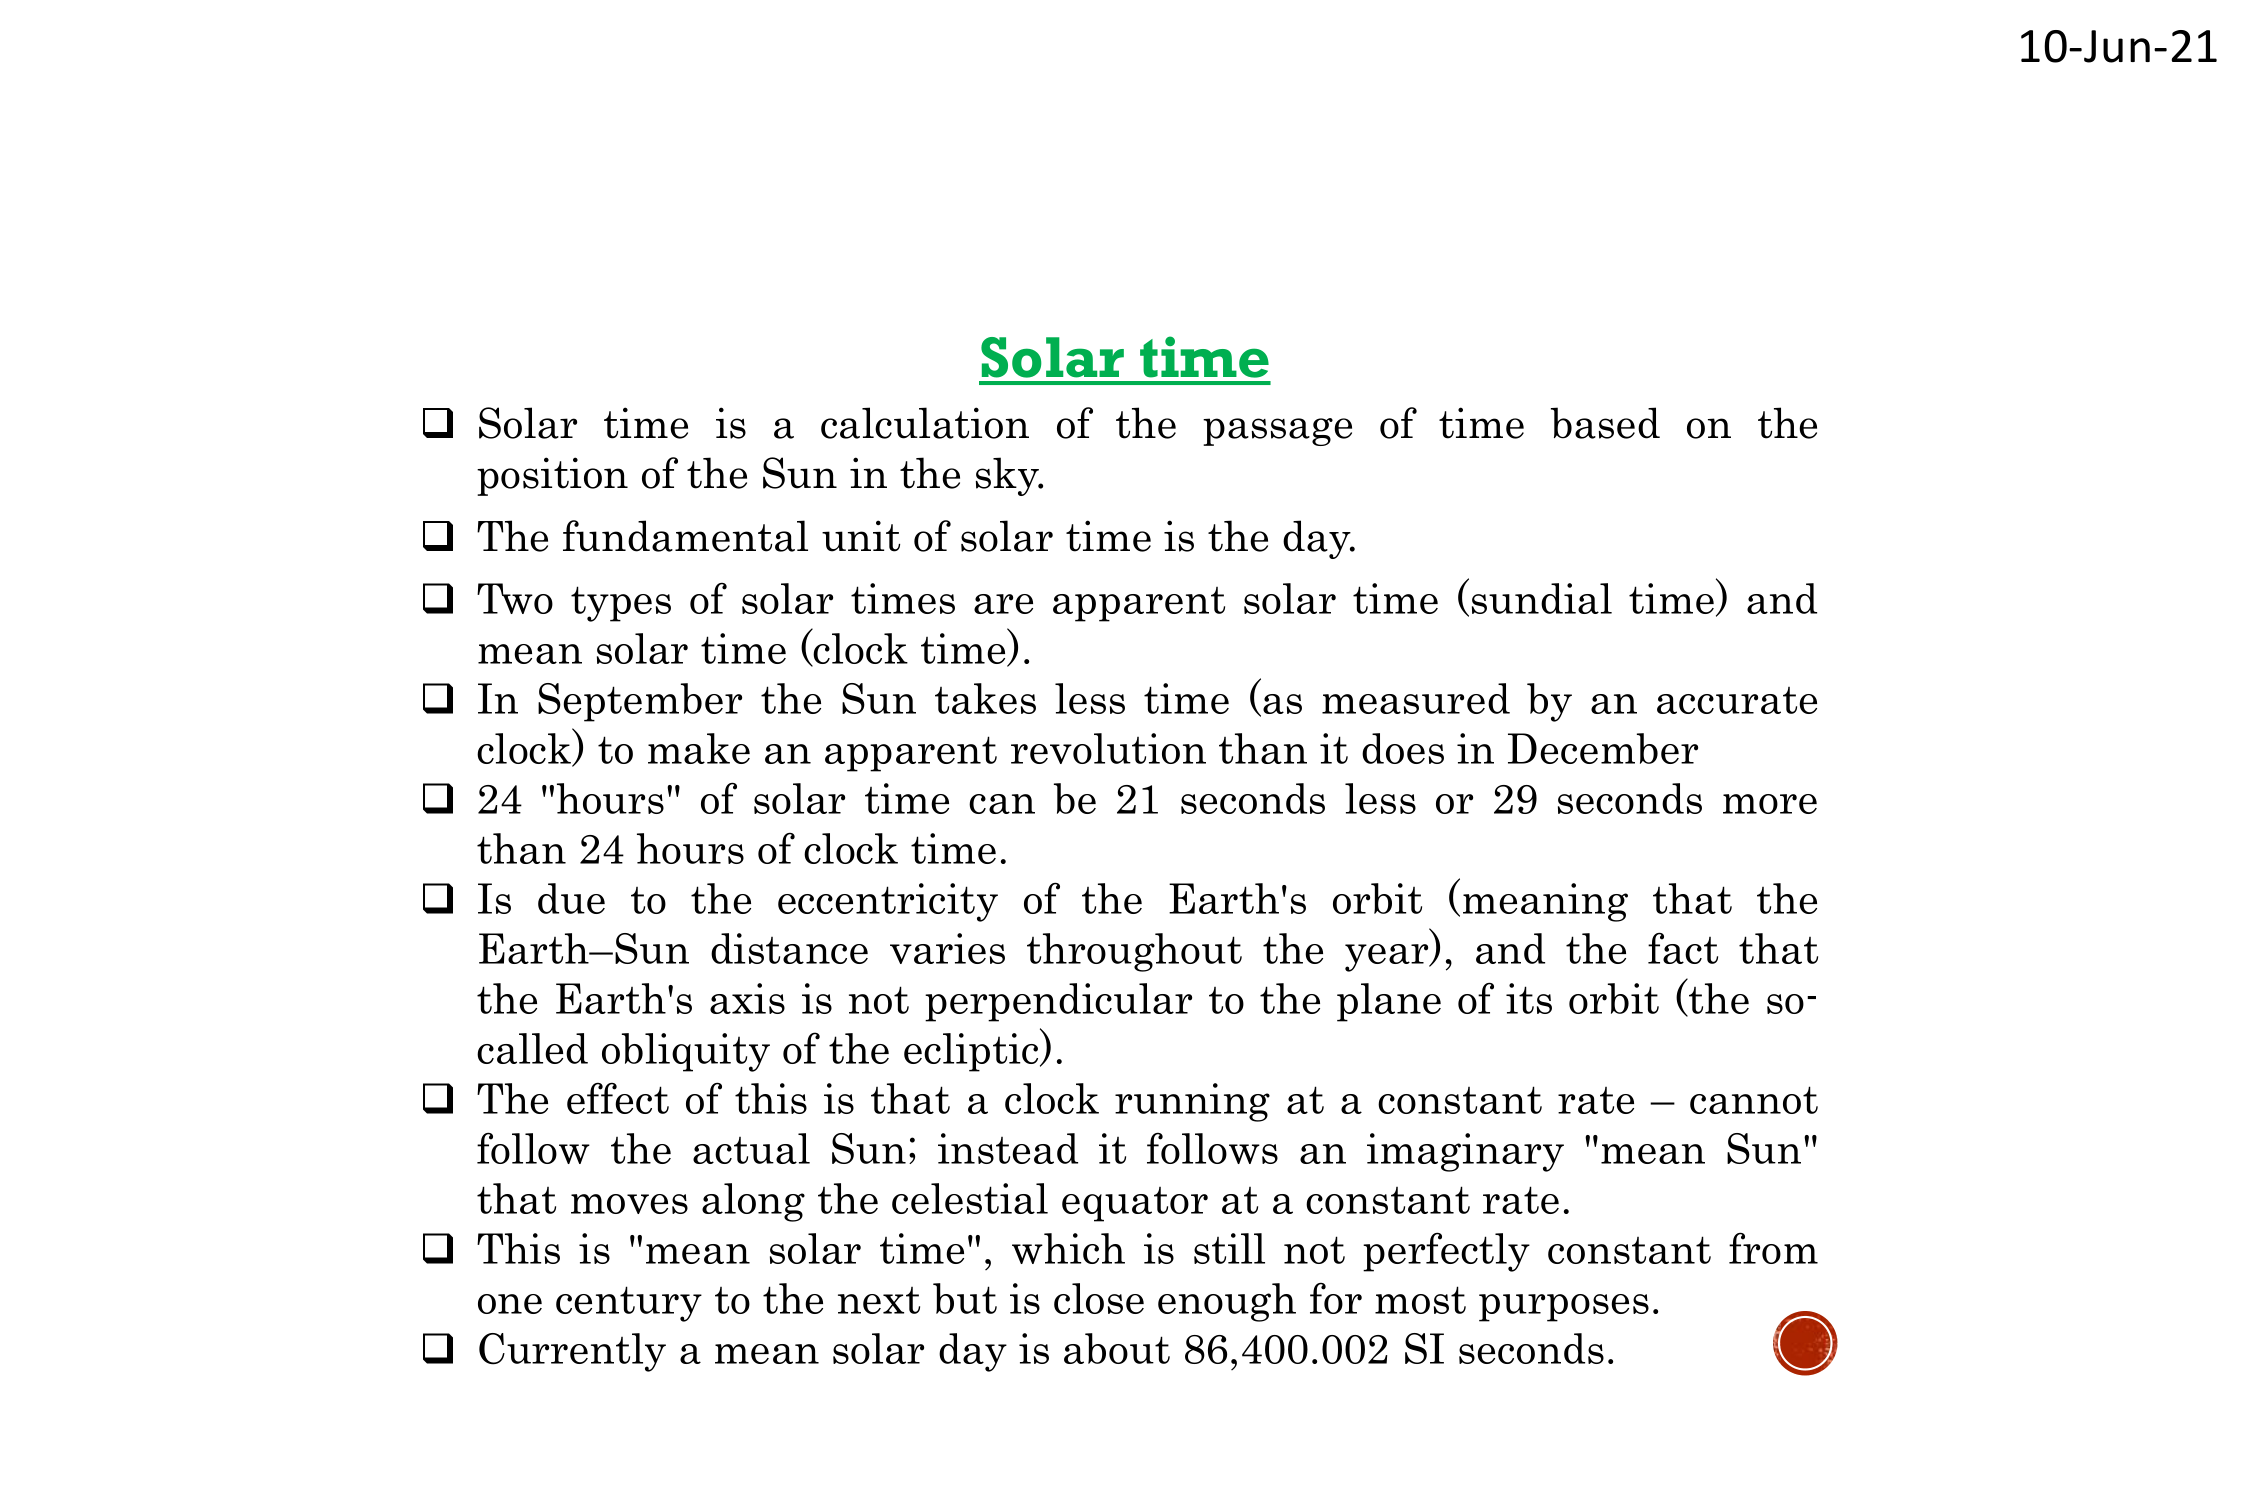 10-Jun-21
Solar time
❑ Solar time is a calculation of the passage of time based on the
position of the Sun in the sky.
❑ The fundamental unit of solar time is the day.
❑ Two types of solar times are apparent solar time (sundial time) and
mean solar time (clock time).
❑ In September the Sun takes less time (as measured by an accurate
clock) to make an apparent revolution than it does in December
❑ 24 "hours" of solar time can be 21 seconds less or 29 seconds more
than 24 hours of clock time.
❑ Is due to the eccentricity of the Earth's orbit (meaning that the
Earth–Sun distance varies throughout the year), and the fact that
the Earth's axis is not perpendicular to the plane of its orbit (the so-
called obliquity of the ecliptic).
❑ The effect of this is that a clock running at a constant rate – cannot
follow the actual Sun; instead it follows an imaginary "mean Sun"
that moves along the celestial equator at a constant rate.
❑ This is "mean solar time", which is still not perfectly constant from
one century to the next but is close enough for most purposes.
❑ Currently a mean solar day is about 86,400.002 SI seconds.